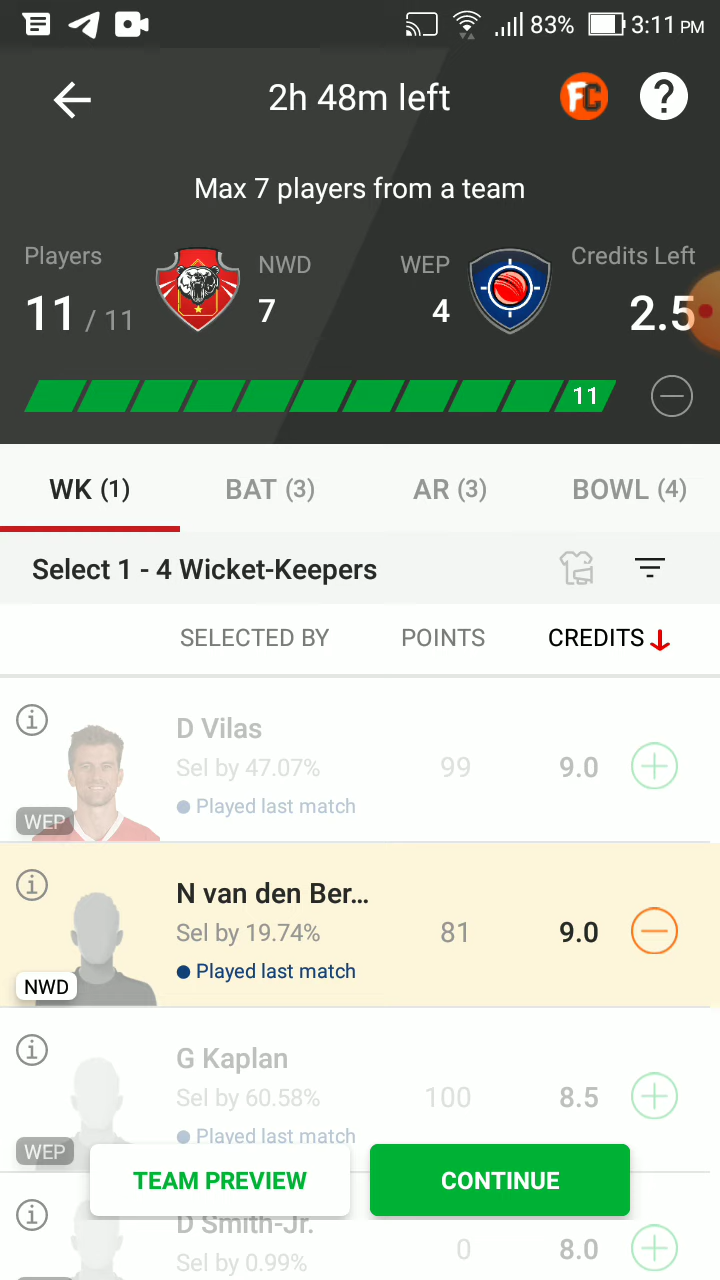 83% 3:11 PM
2h 48m left
FC
?
Max 7 players from a team
Players
NWD
WEP
Credits Left
11 / 11
7
4
2.5
11
WK (1)
BAT (3)
AR (3)
BOWL (4)
Select 1 - 4 Wicket-Keepers
SELECTED BY
POINTS
CREDITS
D Vilas
Sel by 47.07%
99
9.0
Played last match
WEP
N van den Ber...
Sel by 19.74%
81
9.0
Played last match
NWD
G Kaplan
Sel by 60.58%
100
8.5
Played last match
WEP
TEAM PREVIEW
CONTINUE
D Smith-Jr.
Sel by 0.99%
0
8.0